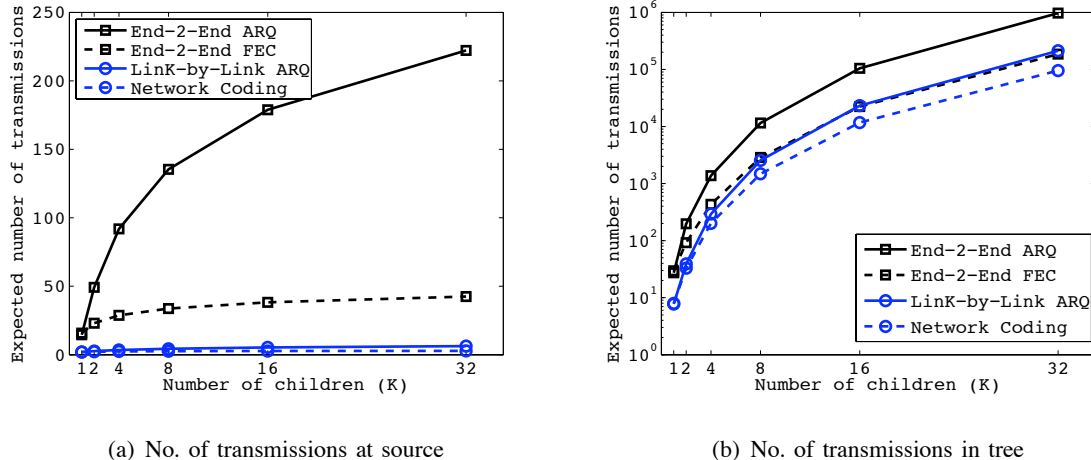 Expected number of transmissions
250
200
150
100
50
0
End-2-End ARQ
End-2-End FEC
LinK-by-Link ARQ
Network Coding
1 2 4 8 16 32
Number of children (K)
(a) No. of transmissions at source
Expected number of transmissions
10^6
10^5
10^4
10^3
10^2
10^1
10^0
End-2-End ARQ
End-2-End FEC
LinK-by-Link ARQ
Network Coding
1 2 4 8 16 32
Number of children (K)
(b) No. of transmissions in tree